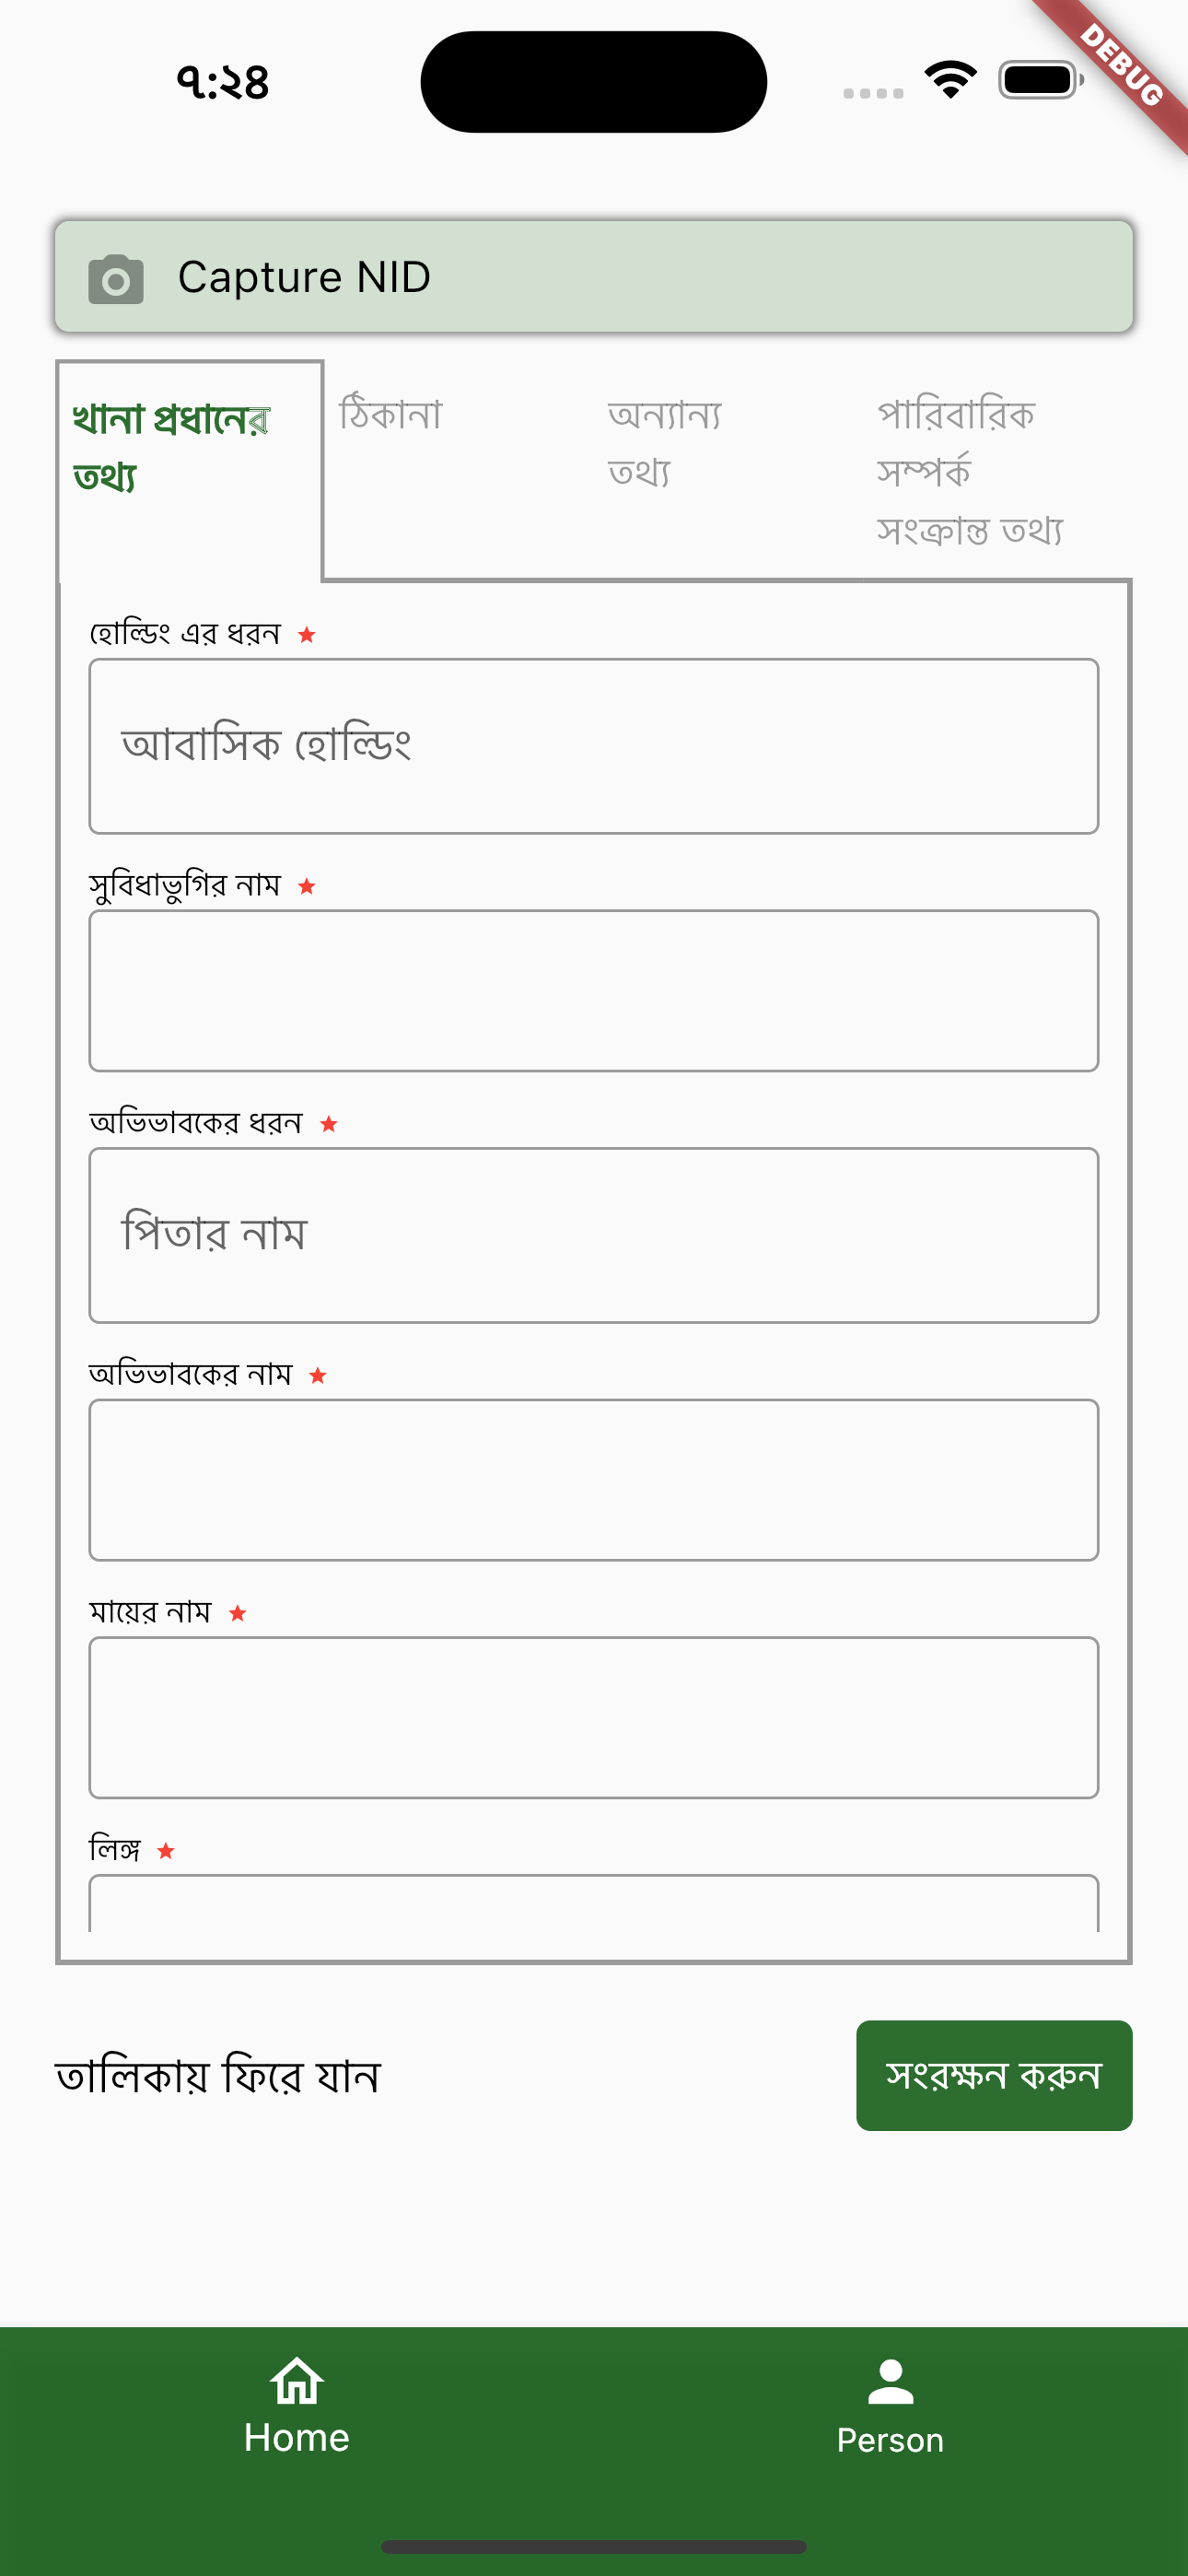 ৭:২৪
DEBUG
Capture NID
খানা প্রধানের
তথ্য
ঠিকানা
অন্যান্য
তথ্য
পারিবারিক
সম্পর্ক
সংক্রান্ত তথ্য
হোল্ডিং এর ধরন
আবাসিক হোল্ডিং
সুবিধাভুগির নাম
অভিভাবকের ধরন
পিতার নাম
অভিভাবকের নাম
মায়ের নাম
লিঙ্গ
তালিকায় ফিরে যান
সংরক্ষন করুন
Home
Person